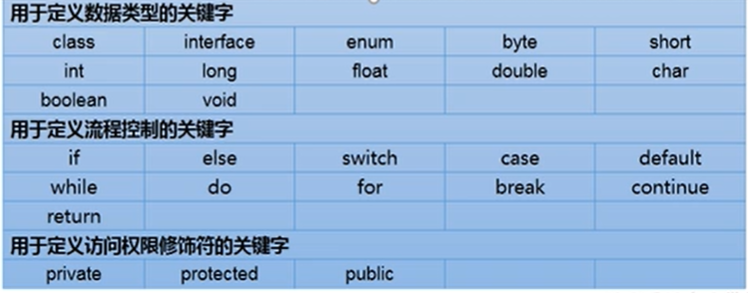 用于定义数据类型的关键字
class interface enum byte short
int long float double char
boolean void
用于定义流程控制的关键字
if else switch case default
while do for break continue
return
用于定义访问权限修饰符的关键字
private protected public